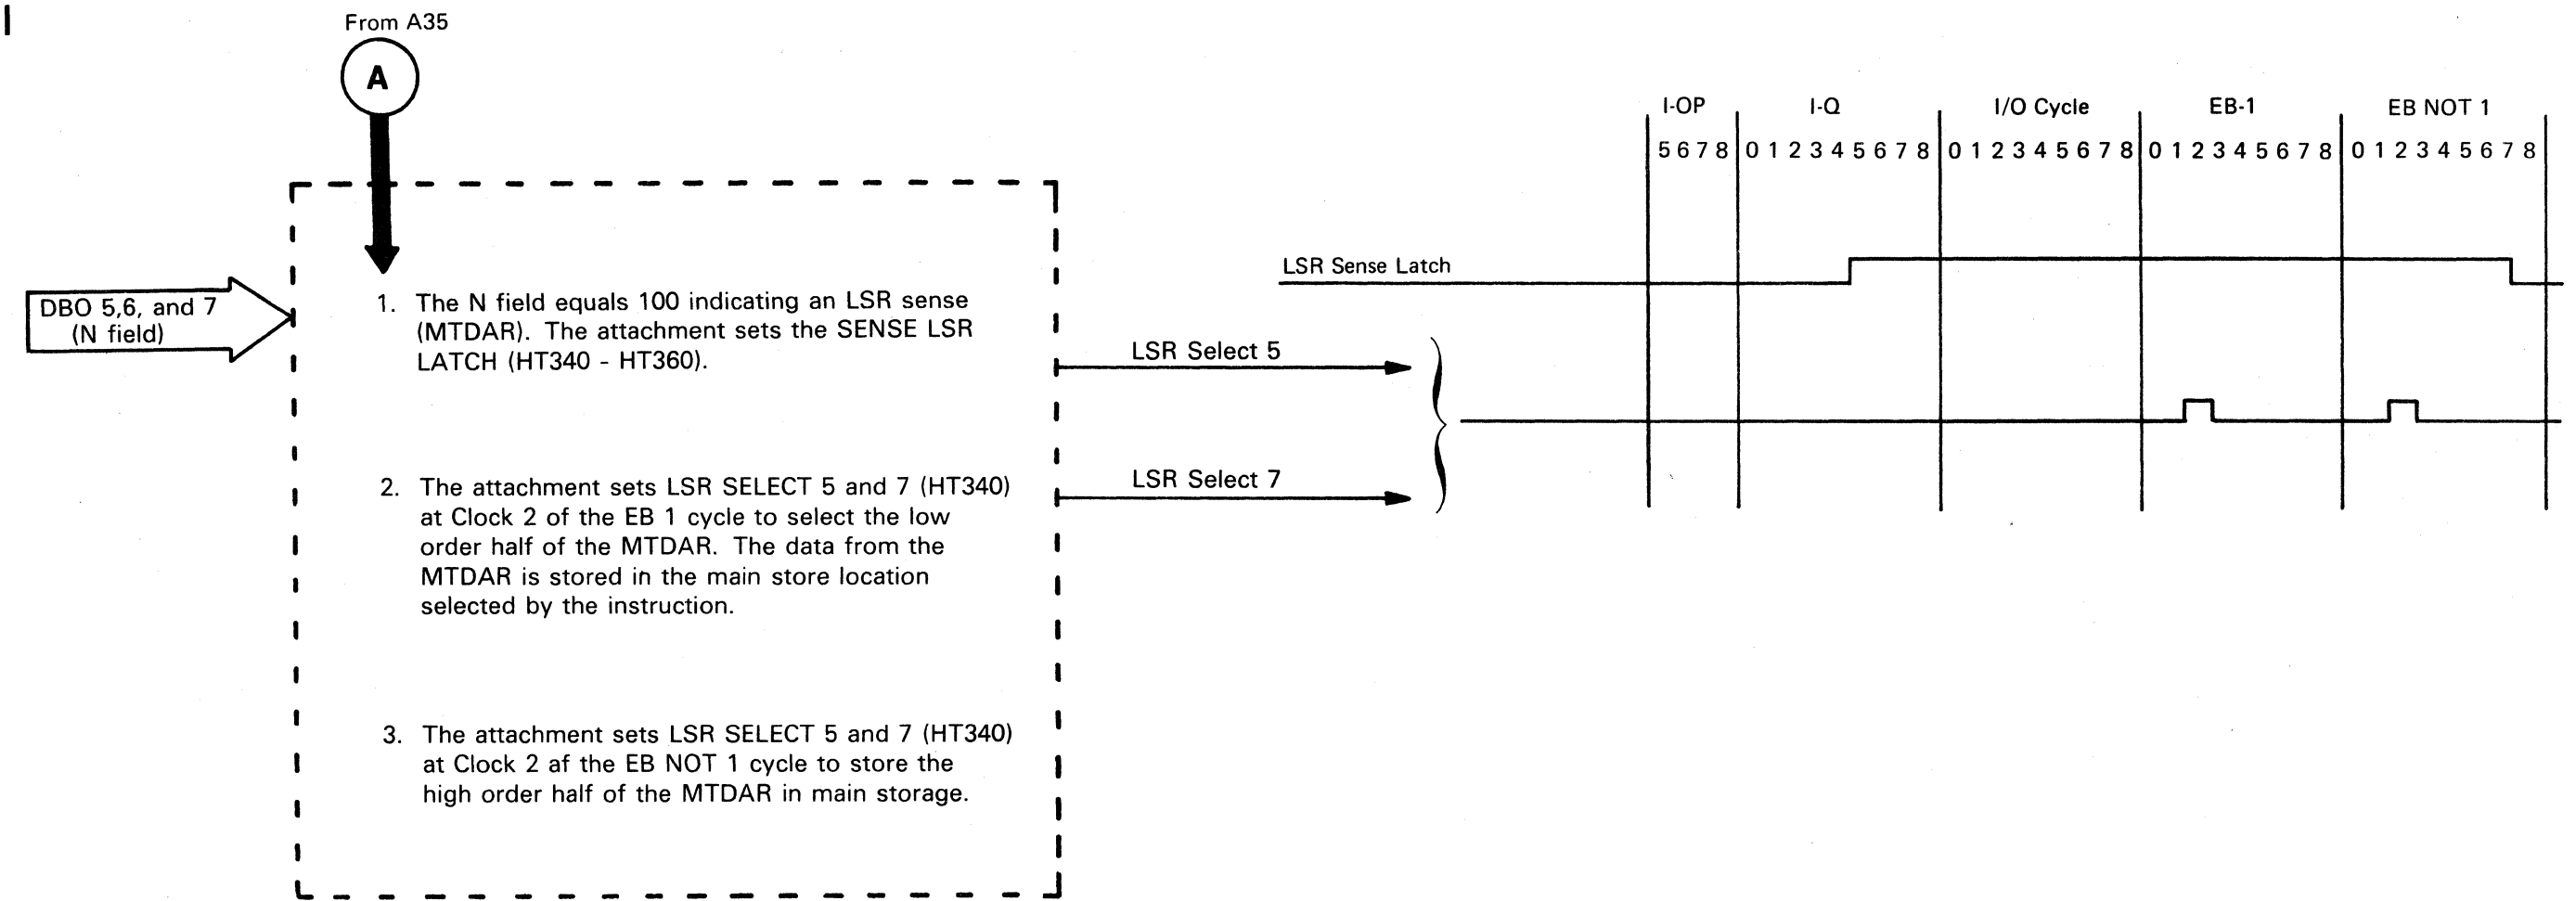 From A35
A
DBO 5,6, and 7
(N field)
1. The N field equals 100 indicating an LSR sense
(MTDAR). The attachment sets the SENSE LSR
LATCH (HT340 - HT360).
2. The attachment sets LSR SELECT 5 and 7 (HT340)
at Clock 2 of the EB 1 cycle to select the low
order half of the MTDAR. The data from the
MTDAR is stored in the main store location
selected by the instruction.
3. The attachment sets LSR SELECT 5 and 7 (HT340)
at Clock 2 af the EB NOT 1 cycle to store the
high order half of the MTDAR in main storage.
LSR Select 5
LSR Select 7
I-OP I-Q I/O Cycle EB-1 EB NOT 1
5 6 7 8 0 1 2 3 4 5 6 7 8 0 1 2 3 4 5 6 7 8 0 1 2 3 4 5 6 7 8 0 1 2 3 4 5 6 7 8
LSR Sense Latch